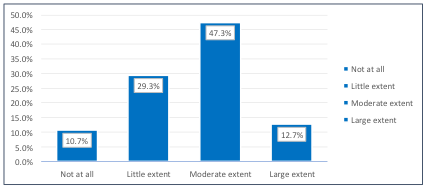 50.0%
45.0%
40.0%
35.0%
30.0%
25.0%
20.0%
15.0%
10.0%
5.0%
0.0%
10.7%
29.3%
47.3%
12.7%
Not at all
Little extent
Moderate extent
Large extent
Not at all
Little extent
Moderate extent
Large extent